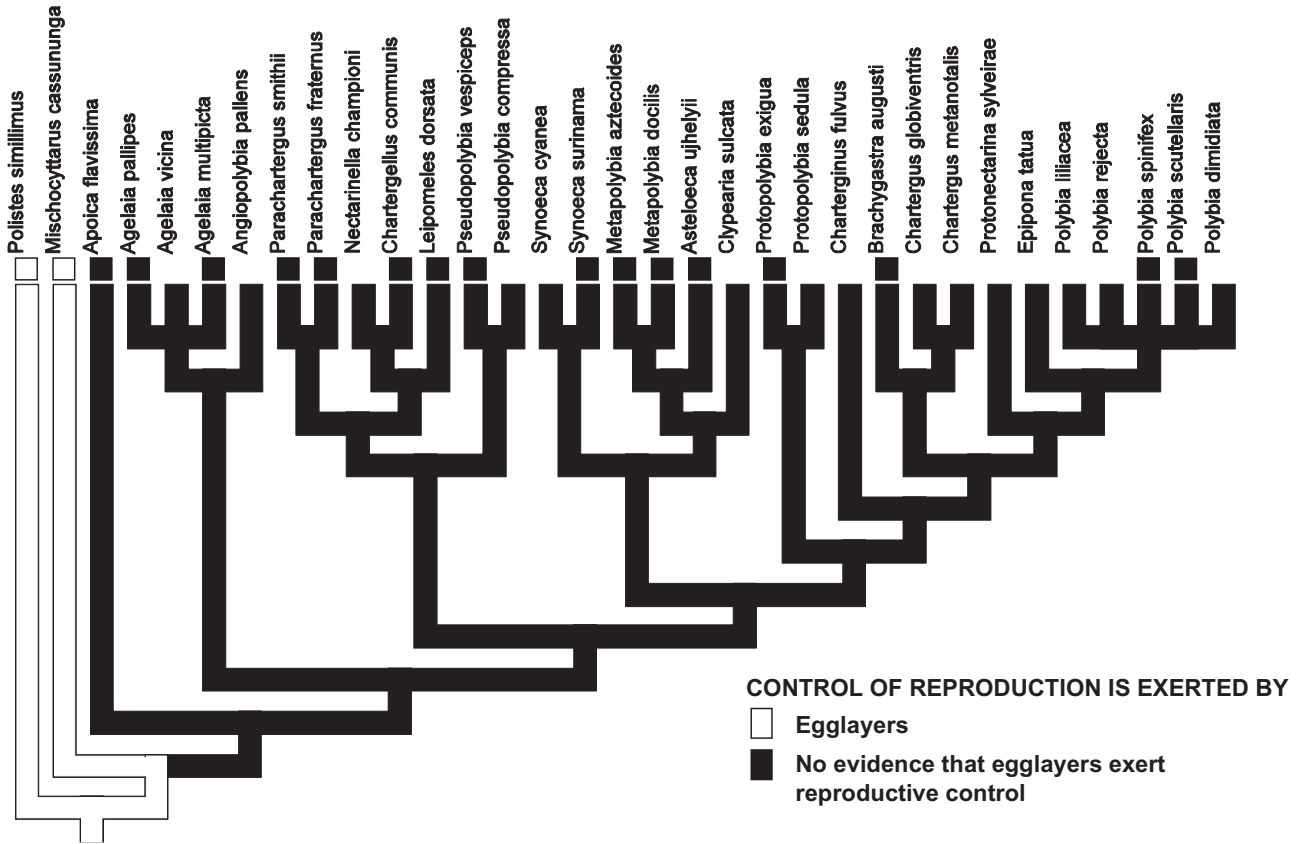 Polistes simillimus
Mischocyttarus cassununga
Apoica flavissima
Agelaia pallipes
Agelaia vicina
Agelaia multipicta
Angiopolybia pallens
Parachartergus smithii
Parachartergus fraternus
Nectarinella championi
Chartergellus communis
Leipomeles dorsata
Pseudopolybia vespiceps
Pseudopolybia compressa
Synoeca cyanea
Synoeca surinama
Metapolybia aztecoides
Metapolybia docilis
Asteloeca ujhelyii
Clypearia sulcata
Protopolybia exigua
Protopolybia sedula
Charterginus fulvus
Brachygastra augusti
Chartergus globiventris
Chartergus metanotalis
Protonectarina sylveirae
Epipona tatua
Polybia liliacea
Polybia rejecta
Polybia spinifex
Polybia scutellaris
Polybia dimidiata
CONTROL OF REPRODUCTION IS EXERTED BY
Egglayers
No evidence that egglayers exert
reproductive control